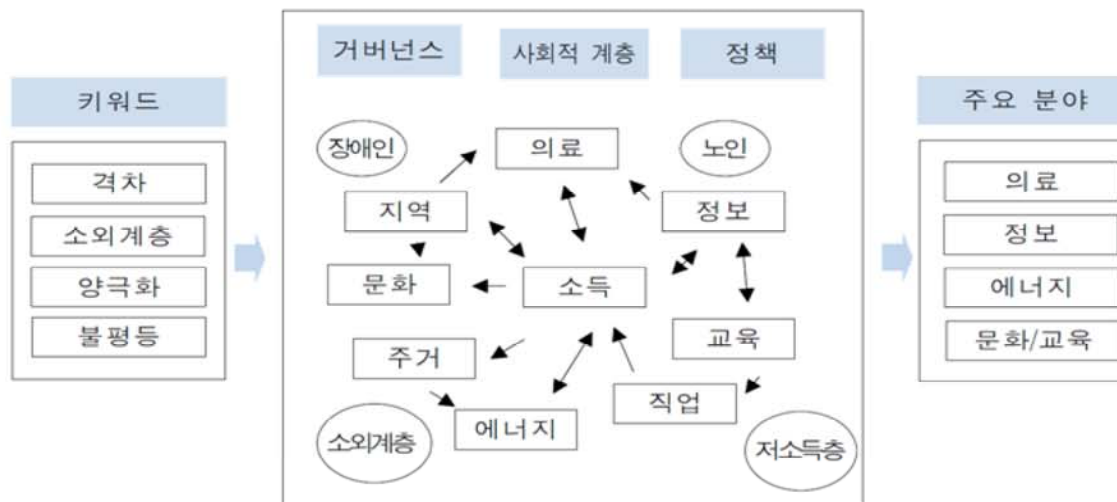 키워드
격차
소외계층
양극화
불평등
거버넌스
사회적 계층
정책
장애인
의료
노인
지역
정보
문화
소득
주거
교육
에너지
직업
소외계층
저소득층
주요 분야
의료
정보
에너지
문화/교육